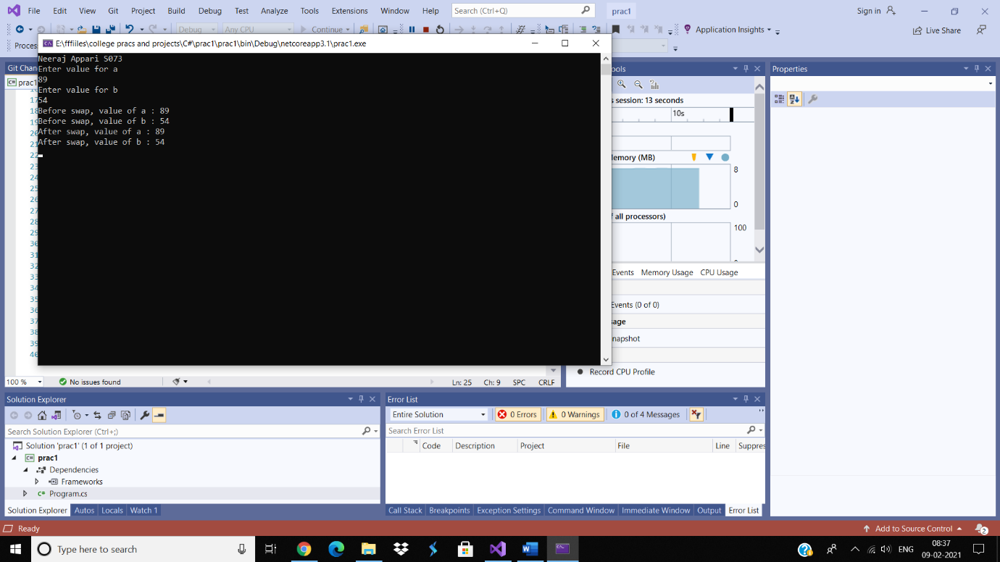 File Edit View Git Project Build Debug Test Analyze Tools Extensions Window Help Search (Ctrl+Q) prac1 Sign in
Debug Any CPU Continue Application Insights Live Share
Proces
E:\fffiiles\college pracs and projects\C#\prac1\prac1\bin\Debug\netcoreapp3.1\prac1.exe
Neeraj Appari S073
Enter value for a
89
Enter value for b
54
Before swap, value of a : 89
Before swap, value of b : 54
After swap, value of a : 89
After swap, value of b : 54
Git Chan
C# prac1
17
18
19
20
21
22
23
24
25
26
27
28
29
30
31
32
33
34
35
36
37
38
39
40
100 % No issues found Ln: 25 Ch: 9 SPC CRLF
ools
s session: 13 seconds
10s
Memory (MB)
8
0
f all processors)
100
Events Memory Usage CPU Usage
Events (0 of 0)
sage
napshot
Record CPU Profile
Properties
Solution Explorer
Search Solution Explorer (Ctrl+;)
Solution 'prac1' (1 of 1 project)
C# prac1
Dependencies
Frameworks
C# Program.cs
Solution Explorer Autos Locals Watch 1
Error List
Entire Solution 0 Errors 0 Warnings 0 of 4 Messages
Search Error List
Code Description Project File Line Suppres
Call Stack Breakpoints Exception Settings Command Window Immediate Window Output Error List
Ready Add to Source Control 2
Type here to search ENG 08:37
09-02-2021